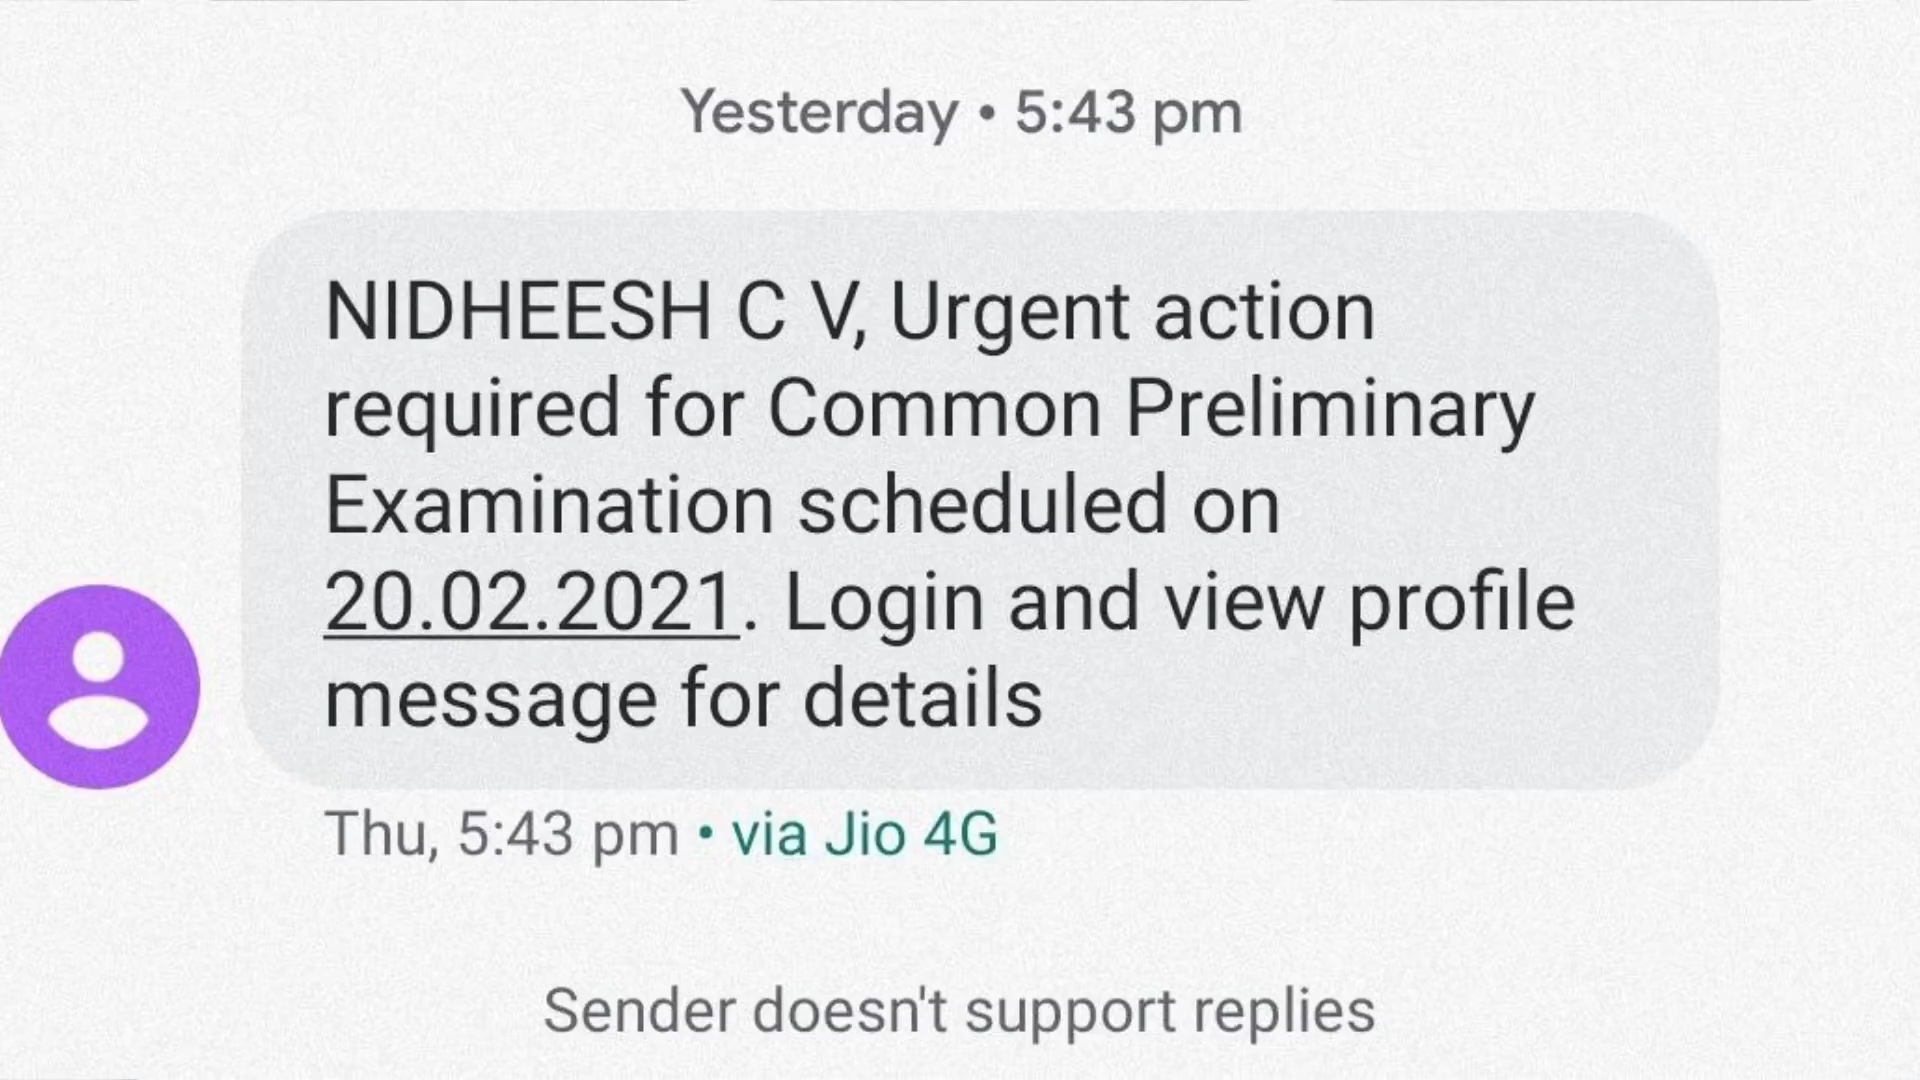 Yesterday • 5:43 pm
NIDHEESH C V, Urgent action
required for Common Preliminary
Examination scheduled on
20.02.2021. Login and view profile
message for details
Thu, 5:43 pm • via Jio 4G
Sender doesn't support replies